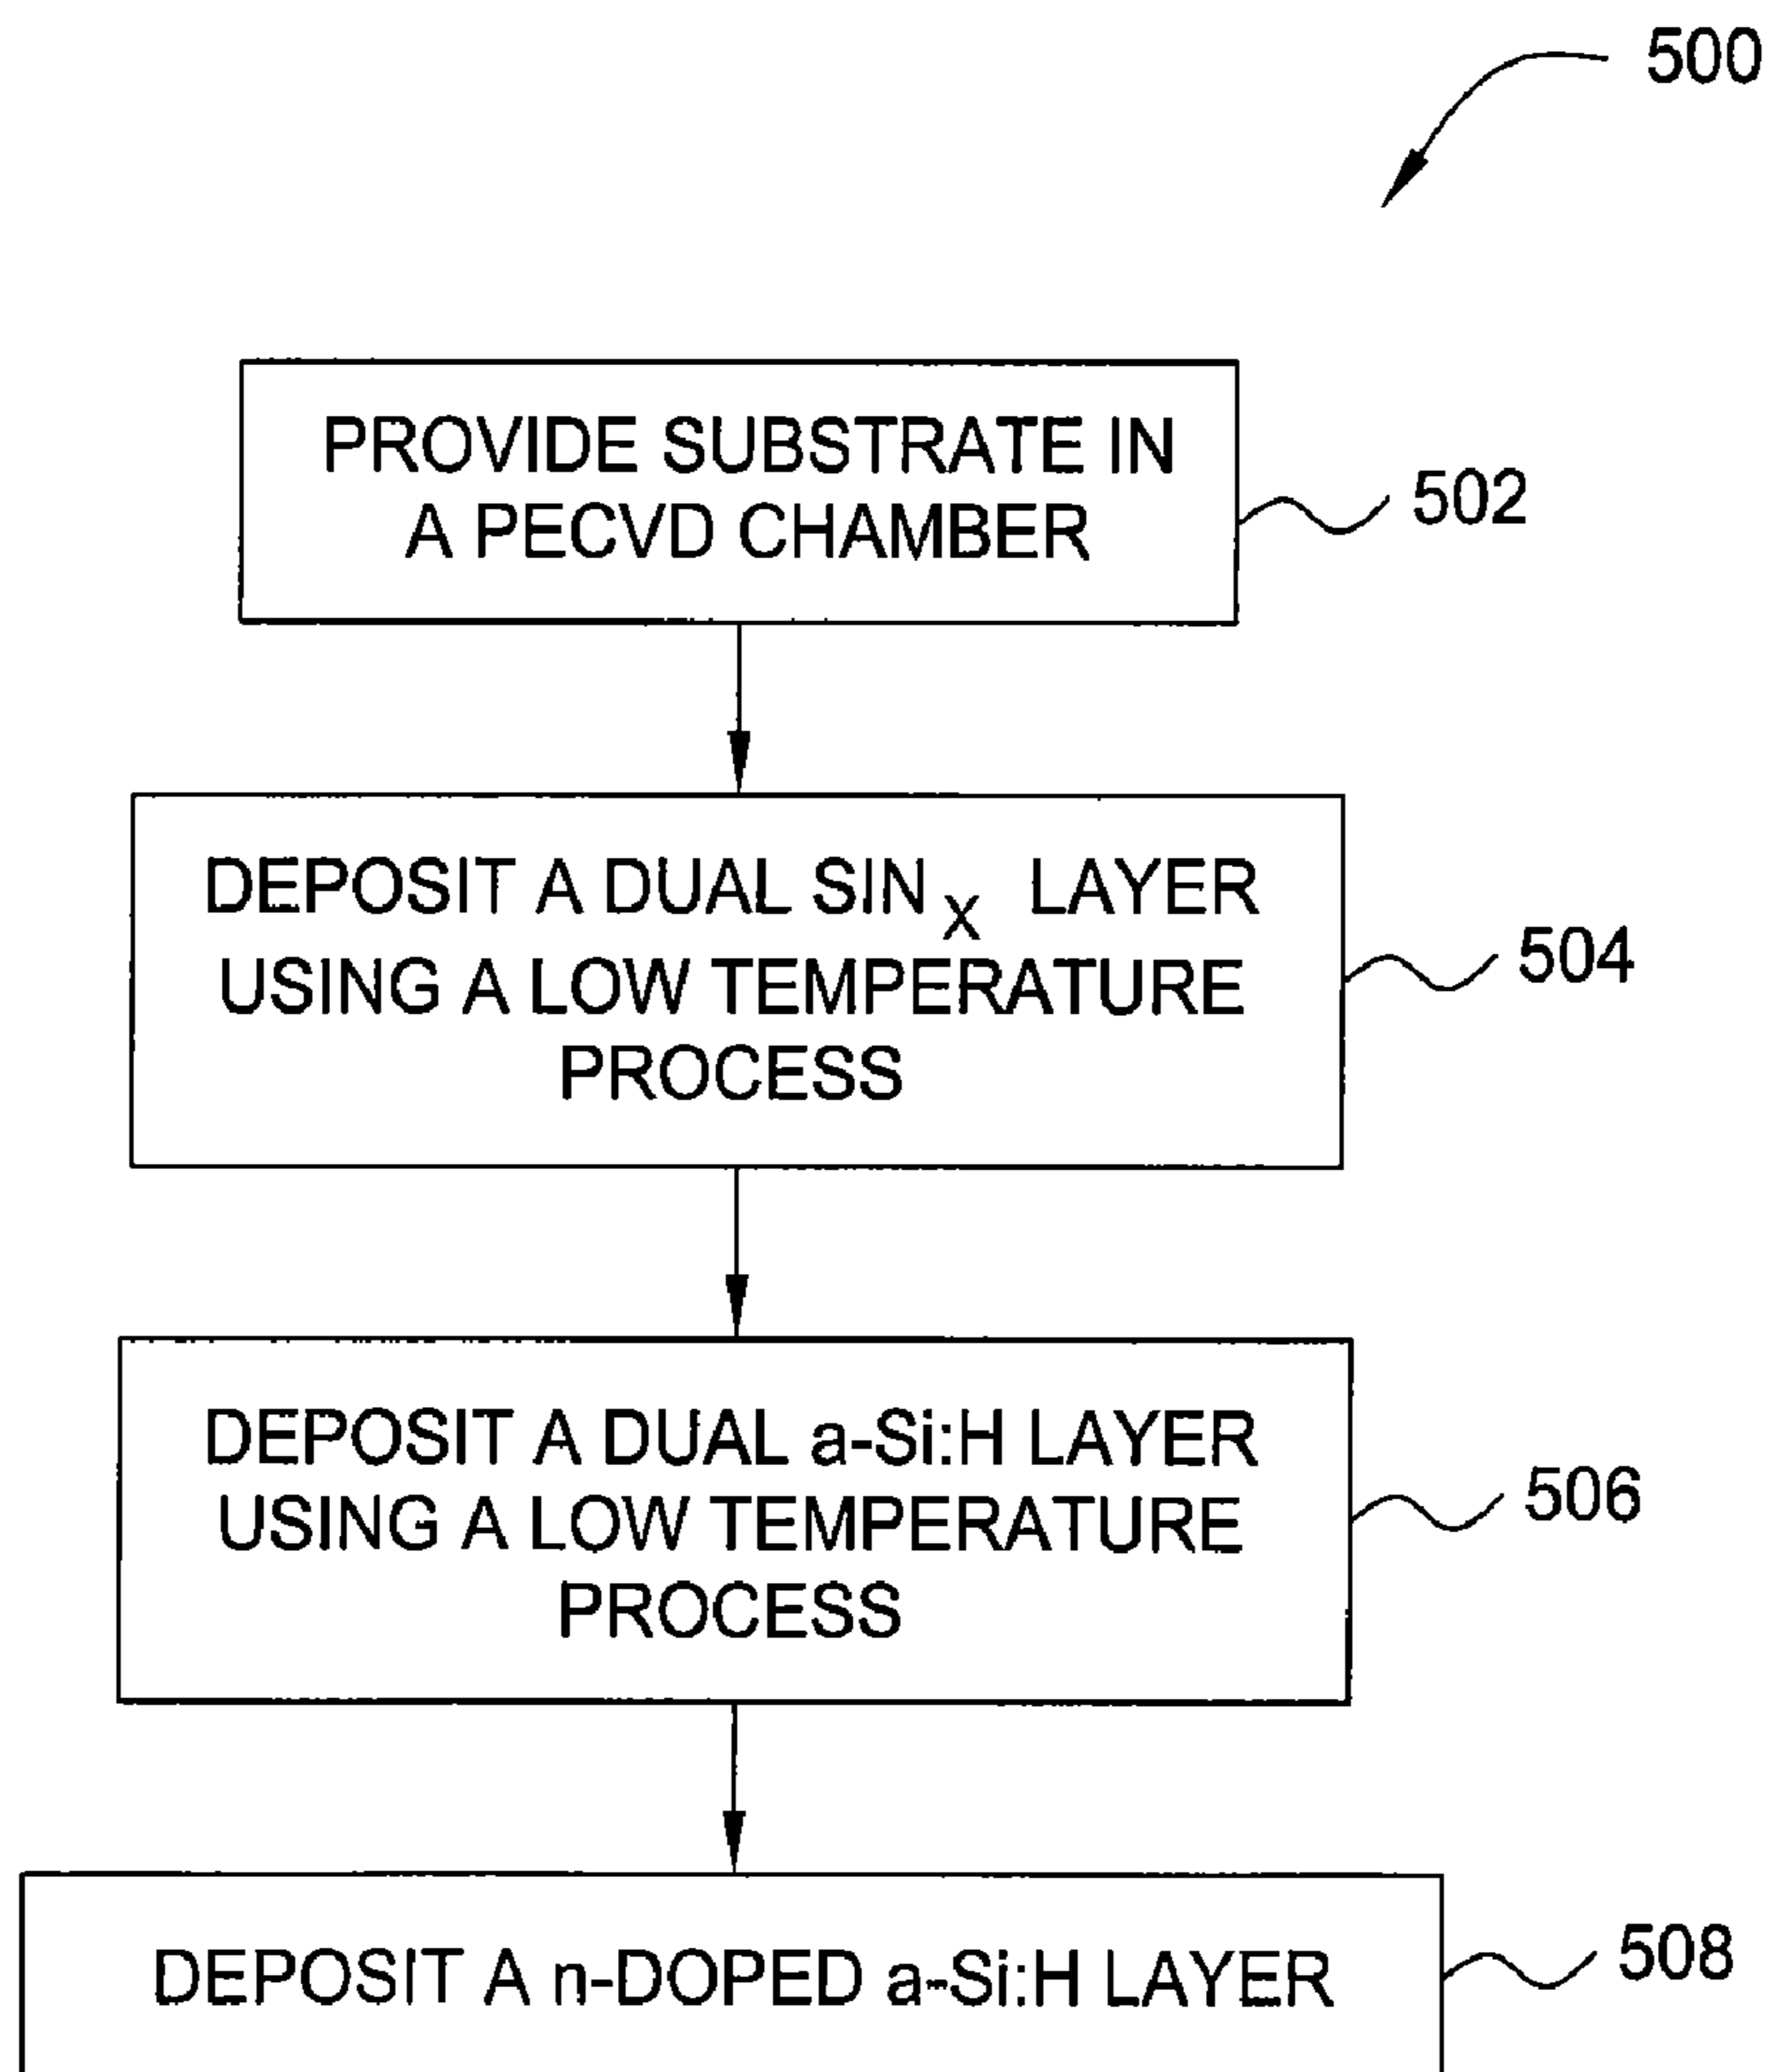 500
PROVIDE SUBSTRATE IN
A PECVD CHAMBER
502
DEPOSIT A DUAL SIN X LAYER
USING A LOW TEMPERATURE
PROCESS
504
DEPOSIT A DUAL a-Si:H LAYER
USING A LOW TEMPERATURE
PROCESS
506
DEPOSIT A n-DOPED a-Si:H LAYER
508